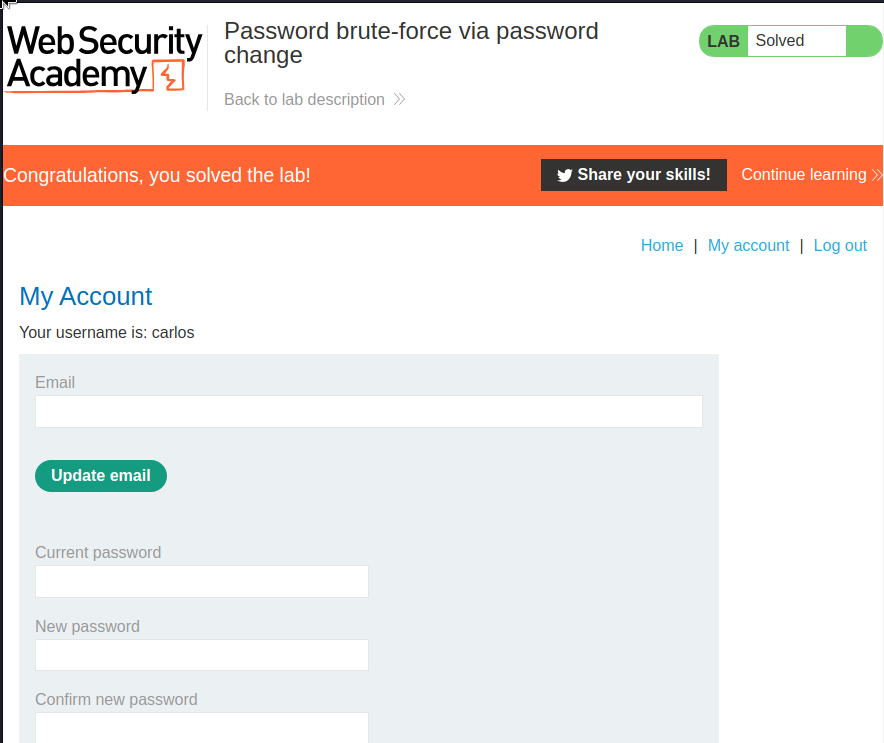 Web Security
Academy
Password brute-force via password
change
Back to lab description
LAB Solved
Congratulations, you solved the lab!
Share your skills!
Continue learning
Home | My account | Log out
My Account
Your username is: carlos
Email
Update email
Current password
New password
Confirm new password